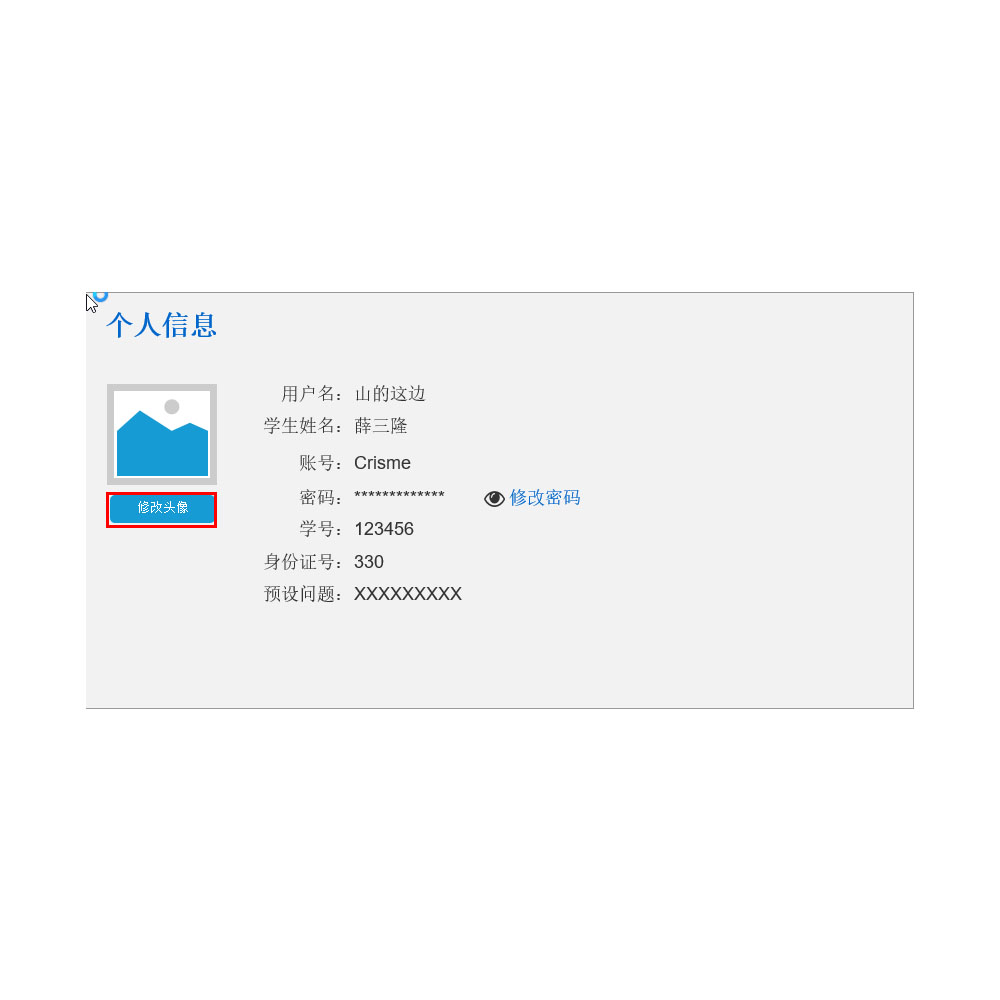 个人信息
用户名：山的这边
学生姓名：薛三隆
账号：Crisme
密码：************* 修改密码
修改头像
学号：123456
身份证号：330
预设问题：XXXXXXXXX